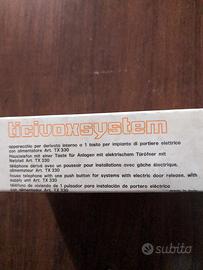 ticivoxsystem
apparecchio per derivato interno a 1 tasto per impianto di portiere elettrico
con alimentatore Art. TX 330
Haustelefon mit einer Taste für Anlagen mit elektrischem Türöffner mit
Netzteil Art. TX 330
téléphone dérivé avec un poussoir pour installations avec gâche électrique,
alimentateur Art. TX 330
house telephone with one push button for systems with electric door release, with
supply unit Art. TX 330
teléfono de vivienda de 1 pulsador para instalación de portero eléctrico
con alimentador Art. TX 330
subito